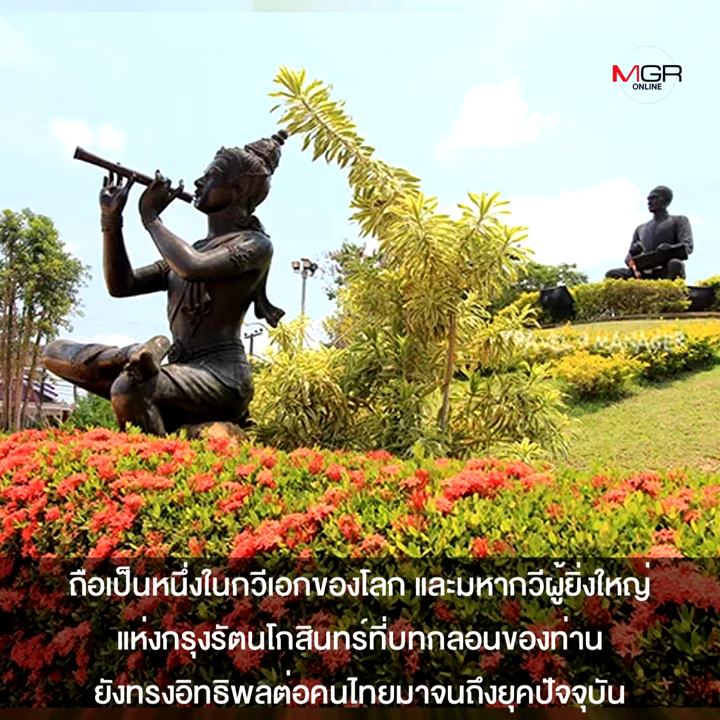 MGR
ONLINE
TRAVEL MANAGER
ถือเป็นหนึ่งในกวีเอกของโลก และมหากวีผู้ยิ่งใหญ่
แห่งกรุงรัตนโกสินทร์ที่บทกลอนของท่าน
ยังทรงอิทธิพลต่อคนไทยมาจนถึงยุคปัจจุบัน